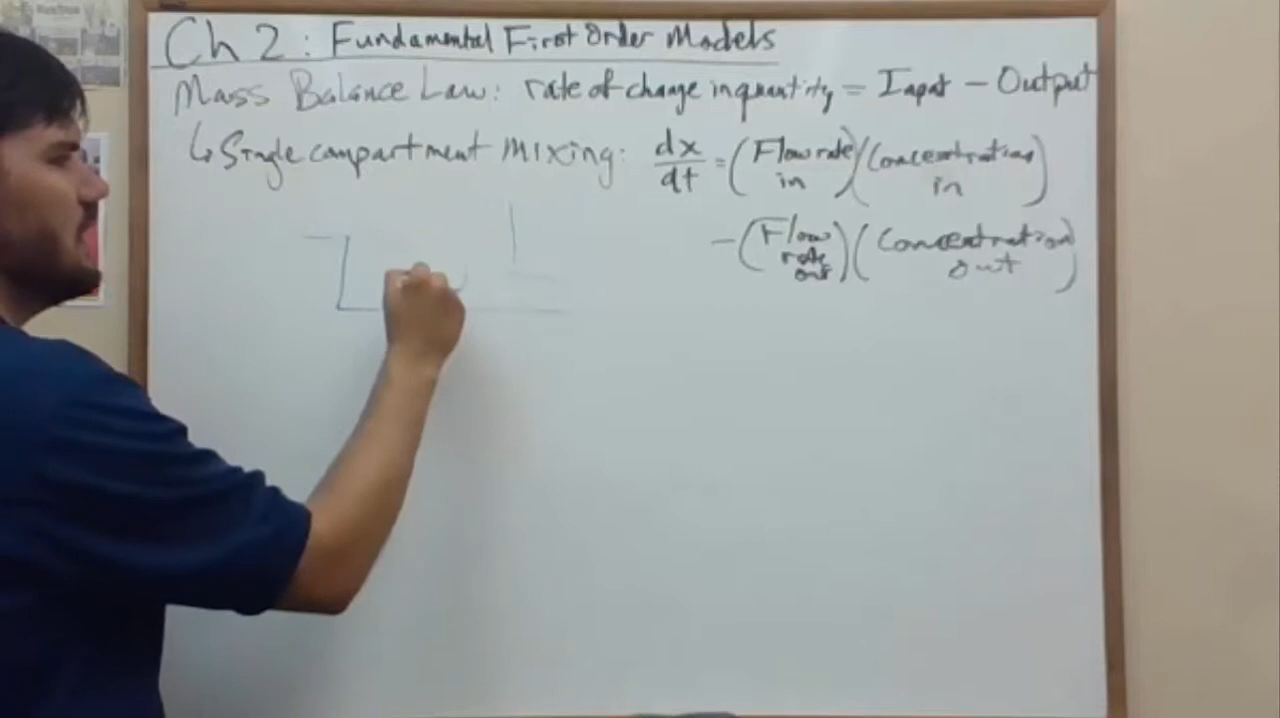 Ch 2: Fundamental First Order Models
Mass Balance Law: rate of change in quantity = Input - Output
↳ Single compartment mixing: dx/dt = (Flow rate in)(Concentration in)
- (Flow rate out)(Concentration out)